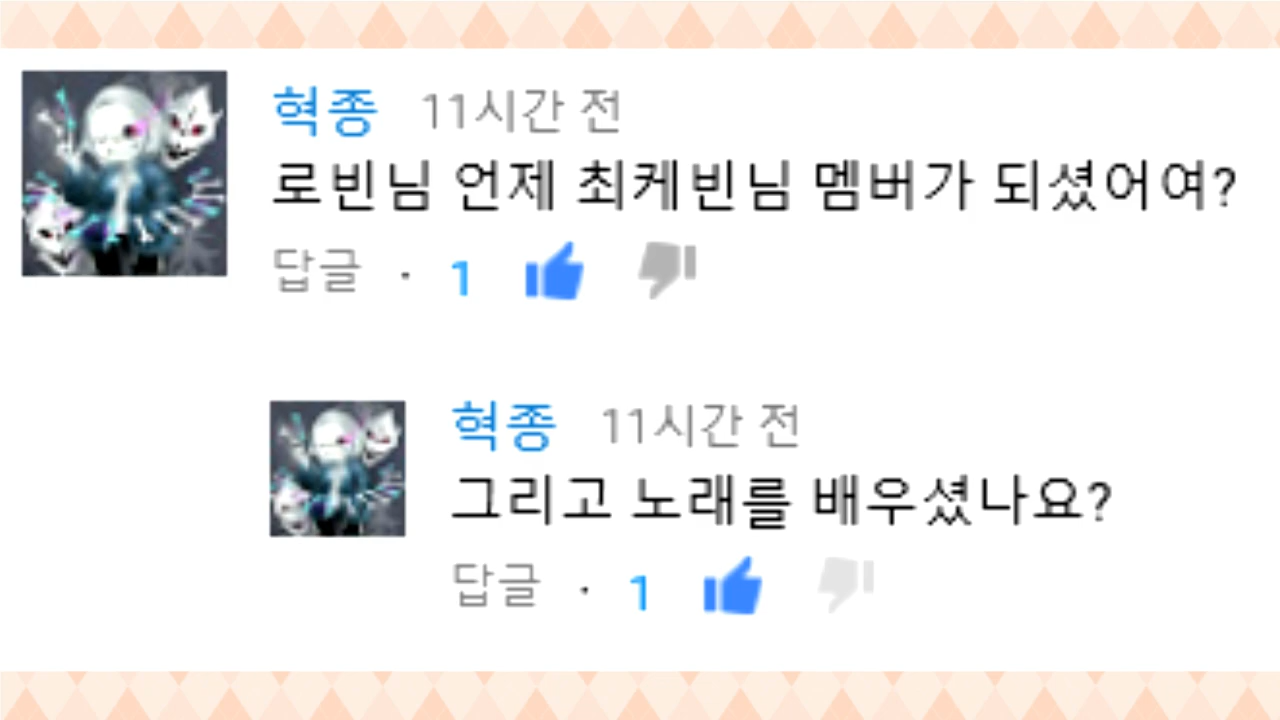 혁종 11시간 전
로빈님 언제 최케빈님 멤버가 되셨어여?
답글 · 1
혁종 11시간 전
그리고 노래를 배우셨나요?
답글 · 1